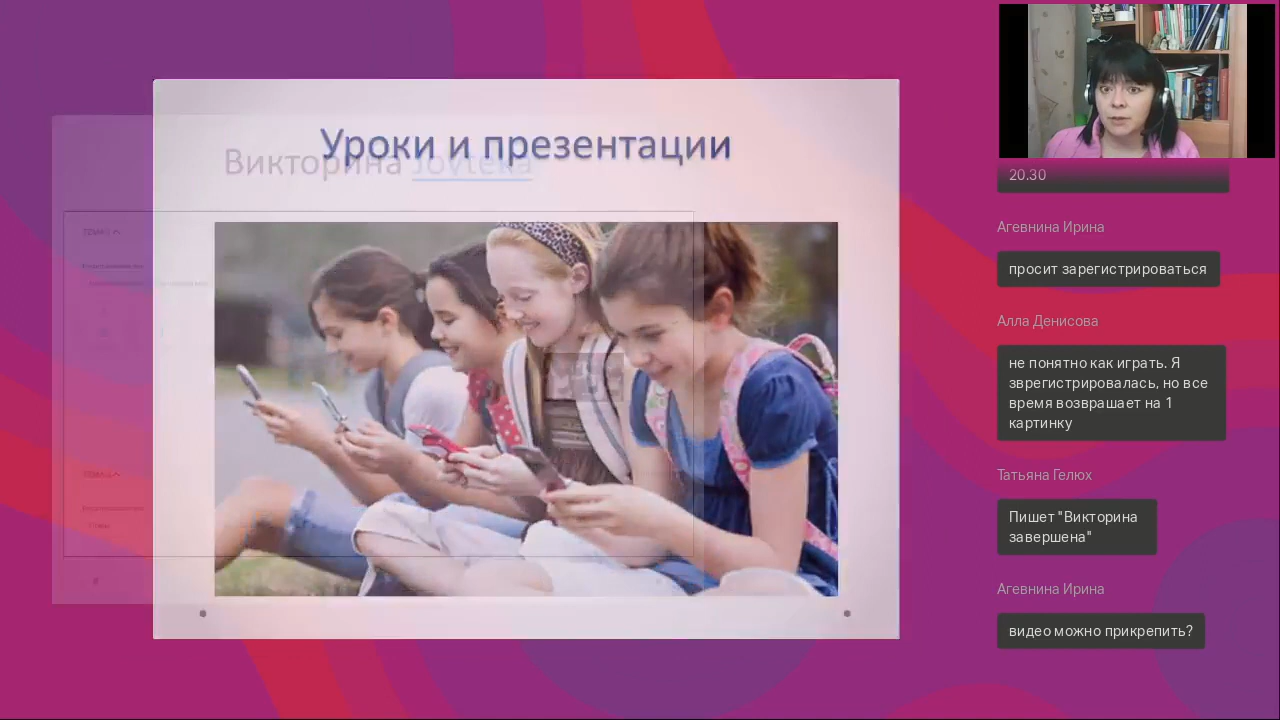 Уроки и презентации
Викторина Joyteka
20.30
Агевнина Ирина
просит зарегистрироваться
Алла Денисова
не понятно как играть. Я
зврегистрировалась, но все
время возврашает на 1
картинку
Татьяна Гелюх
Пишет "Викторина
завершена"
Агевнина Ирина
видео можно прикрепить?